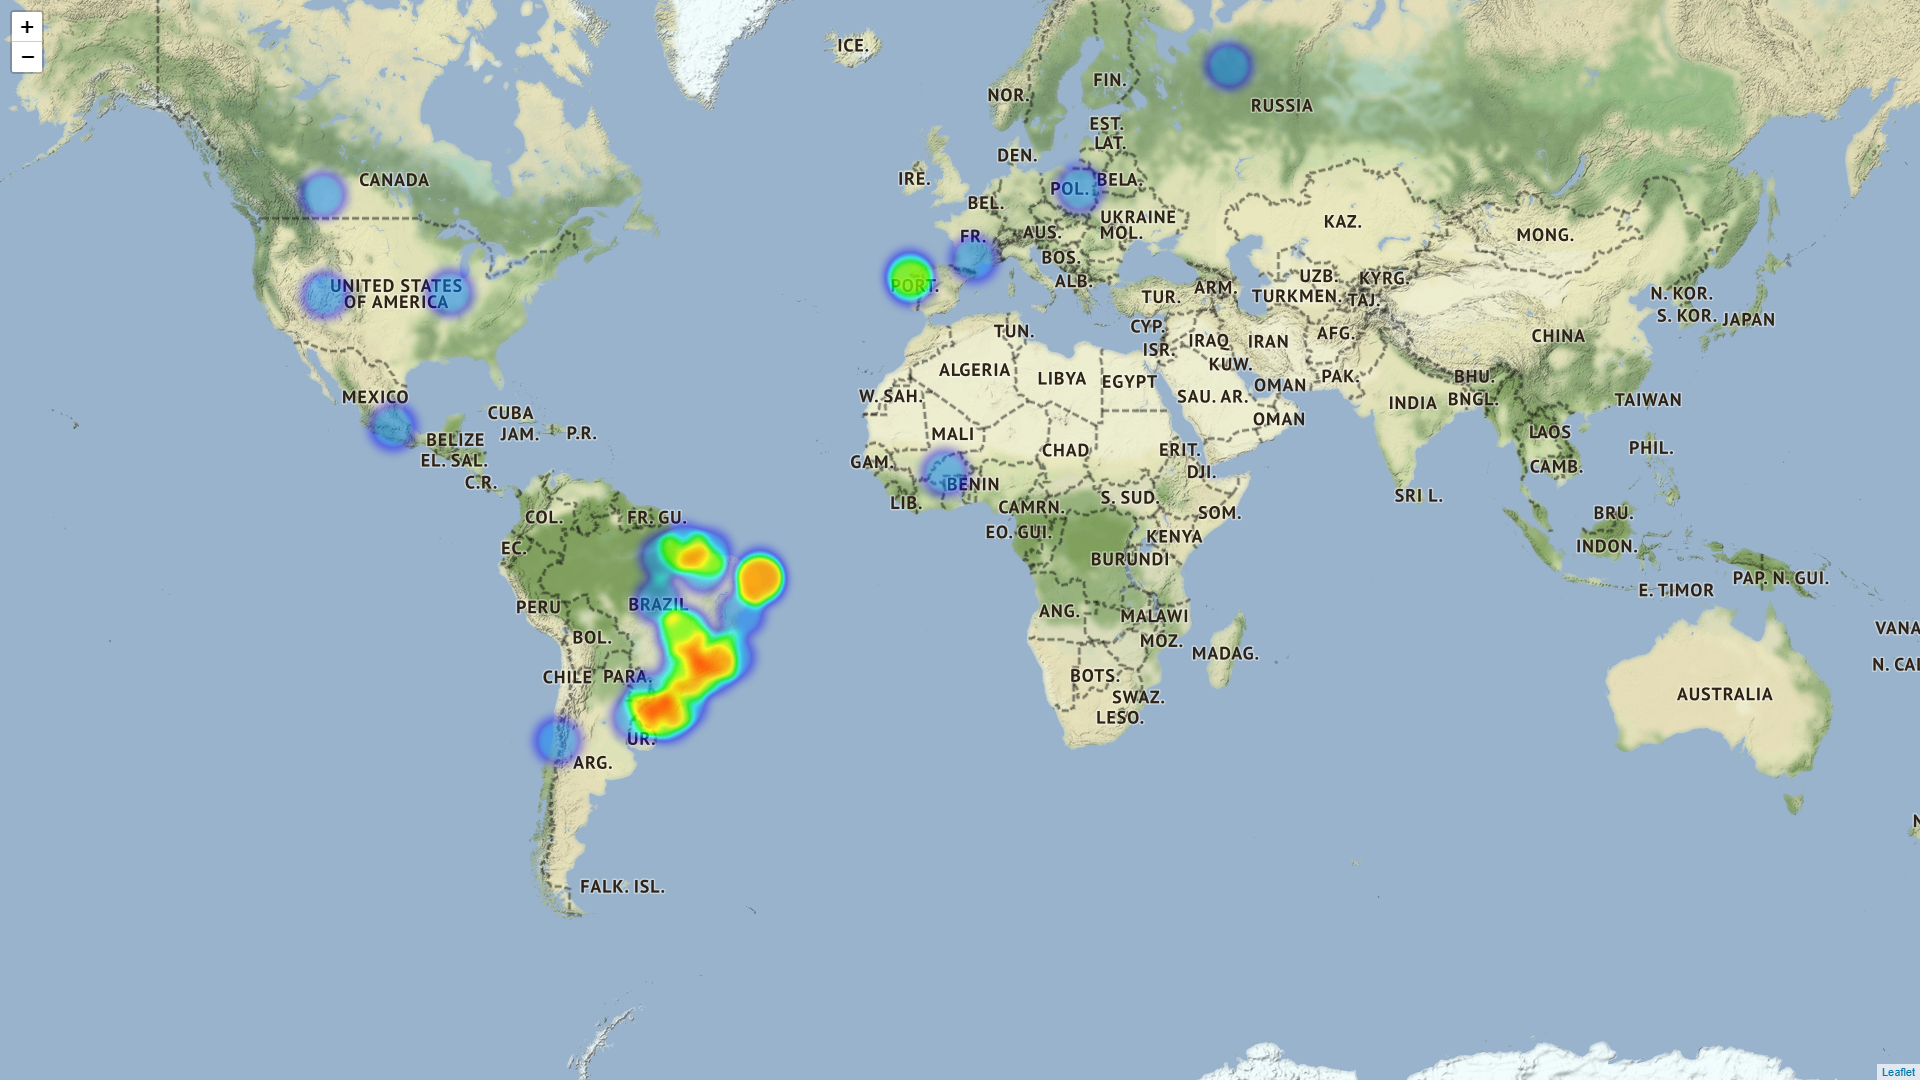 +
−
ICE.
FIN.
NOR.
RUSSIA
EST.
LAT.
DEN.
IRE.
CANADA
POL.
BELA.
BEL.
UKRAINE
KAZ.
FR.
AUS.
MOL.
MONG.
BOS.
UZB.
KYRG.
ALB.
PORT.
UNITED STATES
OF AMERICA
ARM.
TUR.
TURKMEN.
TAJ.
N. KOR.
S. KOR.
JAPAN
CYP.
TUN.
AFG.
CHINA
IRAQ
IRAN
ISR.
KUW.
ALGERIA
LIBYA
EGYPT
PAK.
BHU.
OMAN
MEXICO
W. SAH.
SAU. AR.
INDIA
BNGL.
TAIWAN
CUBA
OMAN
JAM.
P.R.
BELIZE
MALI
LAOS
PHIL.
EL. SAL.
GAM.
CHAD
ERIT.
DJI.
CAMB.
C.R.
BENIN
S. SUD.
SRI L.
LIB.
CAMRN.
SOM.
BRU.
COL.
FR. GU.
EQ. GUI.
KENYA
INDON.
EC.
BURUNDI
PAP. N. GUI.
E. TIMOR
PERU
BRAZIL
ANG.
MALAWI
VANA
BOL.
MOZ.
MADAG.
N. CAL
CHILE
PARA.
BOTS.
AUSTRALIA
SWAZ.
LESO.
UR.
ARG.
N
FALK. ISL.
Leaflet